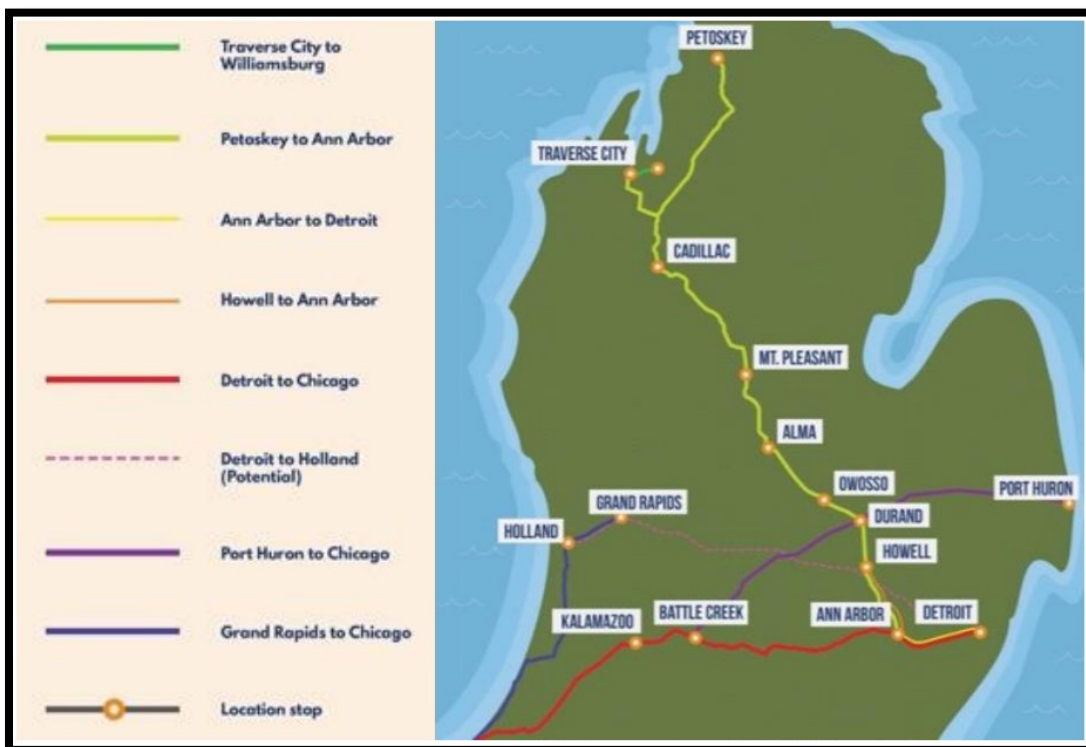 Traverse City to
Williamsburg
Petoskey to Ann Arbor
Ann Arbor to Detroit
Howell to Ann Arbor
Detroit to Chicago
Detroit to Holland
(Potential)
Port Huron to Chicago
Grand Rapids to Chicago
Location stop
PETOSKEY
TRAVERSE CITY
CADILLAC
MT. PLEASANT
ALMA
OWOSSO
PORT HURON
GRAND RAPIDS
DURAND
HOLLAND
HOWELL
KALAMAZOO
BATTLE CREEK
ANN ARBOR
DETROIT